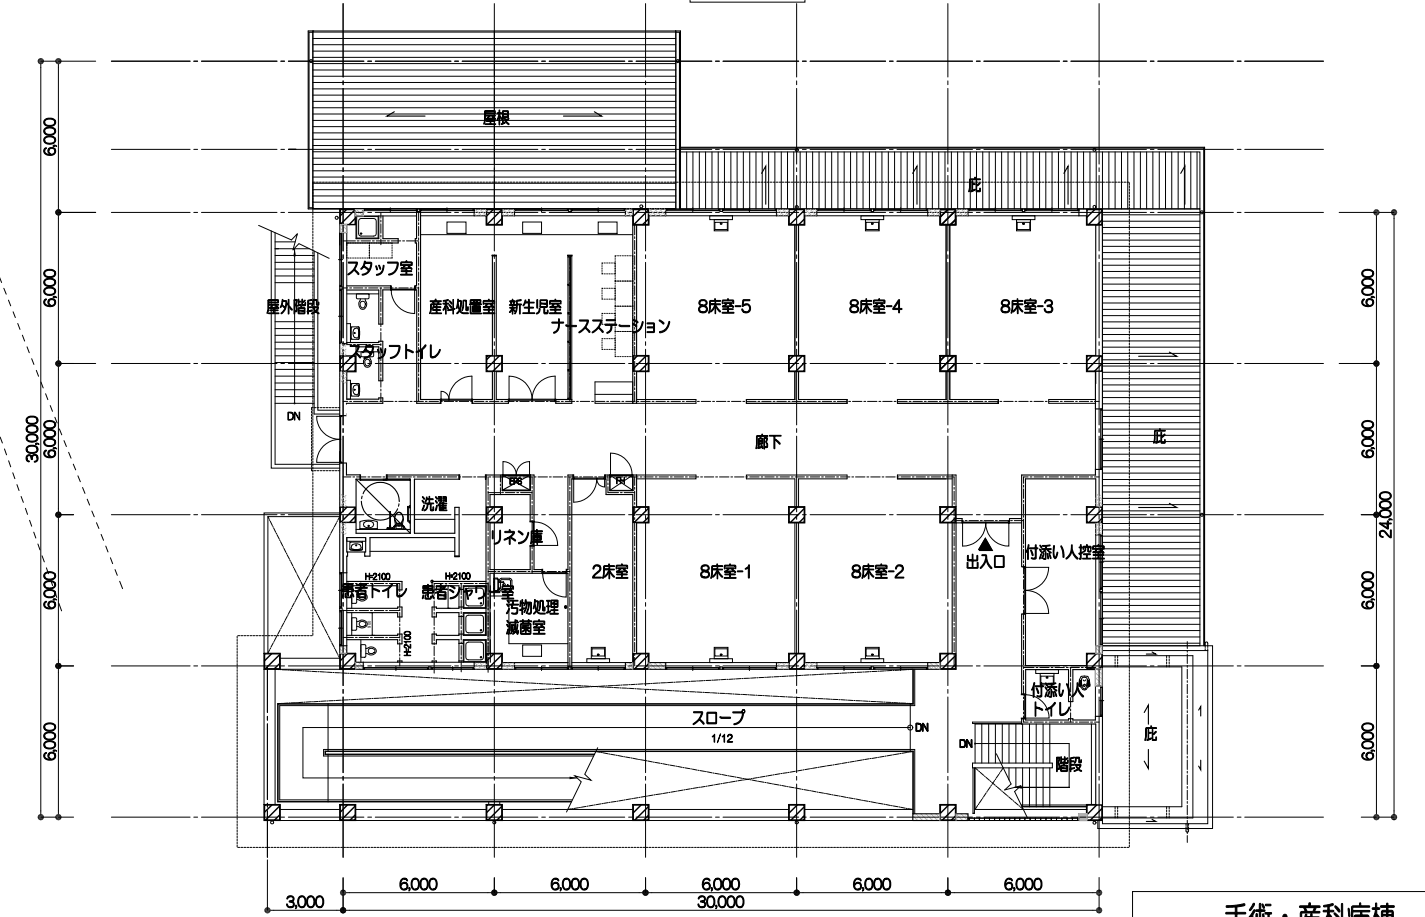 屋根
庇
6,000
6,000
6,000
6,000
6,000
30,000
スタッフ室
屋外階段
産科処置室
新生児室
ナースステーション
8床室-5
8床室-4
8床室-3
6,000
6,000
6,000
6,000
24,000
スタッフトイレ
DN
廊下
庇
EPS
洗濯
リネン庫
2床室
8床室-1
8床室-2
出入口
付添い人控室
H=2100
H=2100
患者トイレ
患者シャワー室
汚物処理・
滅菌室
H=2100
付添い人
トイレ
スロープ
1/12
DN
DN
階段
庇
6,000
6,000
6,000
6,000
6,000
3,000
30,000
手術・産科病棟